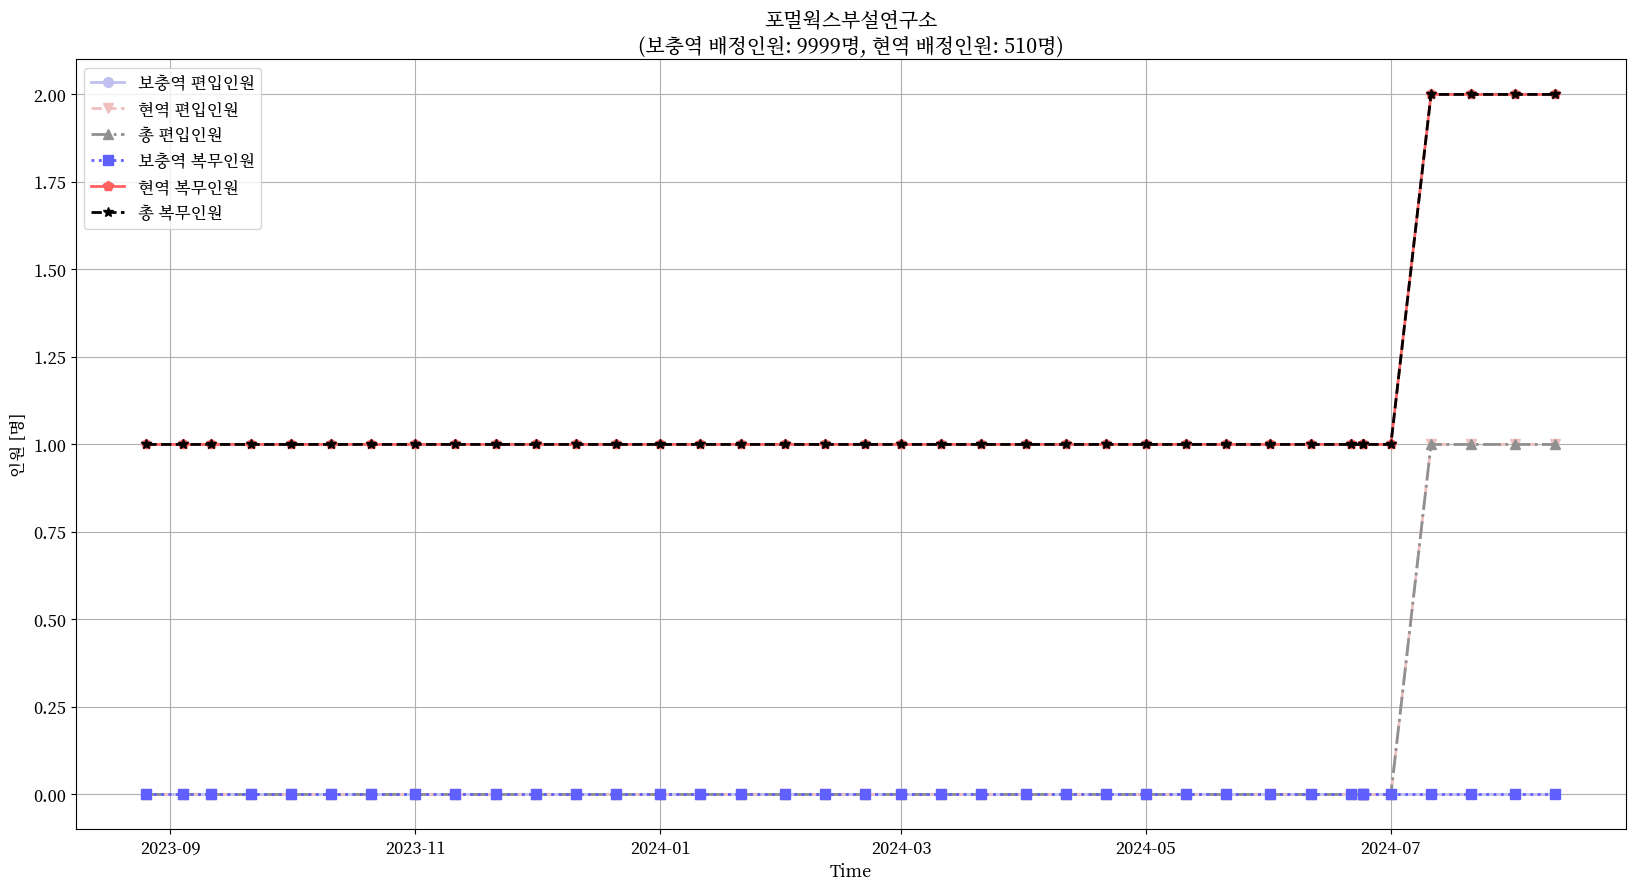 포멀웍스부설연구소
(보충역 배정인원: 9999명, 현역 배정인원: 510명)
보충역 편입인원
현역 편입인원
총 편입인원
보충역 복무인원
현역 복무인원
총 복무인원
2.00
1.75
1.50
1.25
1.00
0.75
0.50
0.25
0.00
인원 [명]
2023-09
2023-11
2024-01
2024-03
2024-05
2024-07
Time